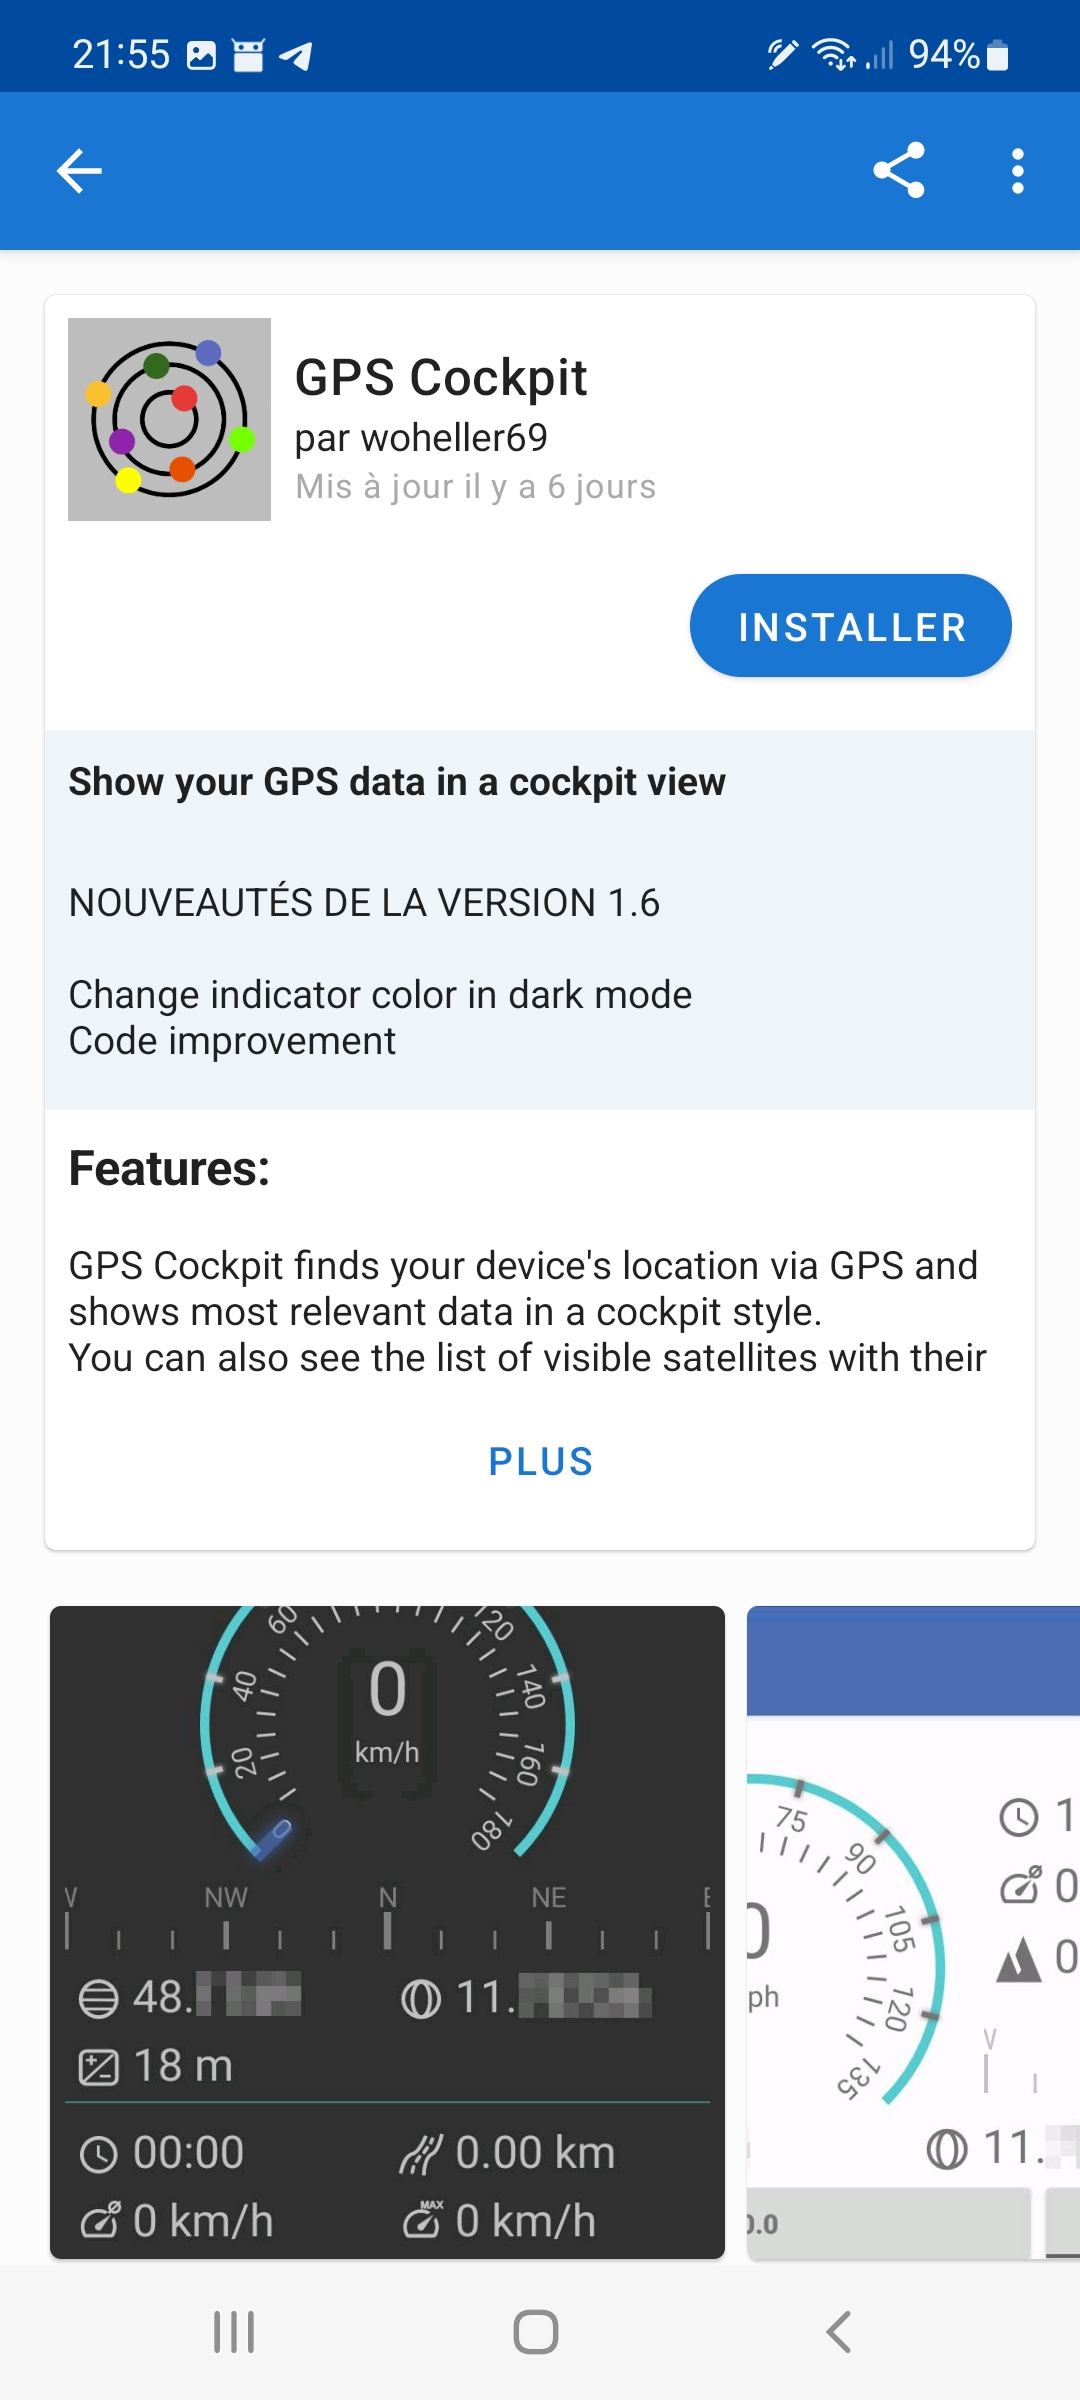 21:55 94%
GPS Cockpit
par woheller69
Mis à jour il y a 6 jours
INSTALLER
Show your GPS data in a cockpit view
NOUVEAUTÉS DE LA VERSION 1.6
Change indicator color in dark mode
Code improvement
Features:
GPS Cockpit finds your device's location via GPS and
shows most relevant data in a cockpit style.
You can also see the list of visible satellites with their
PLUS
0 20 40 60 120 140 160 180
0
km/h
NW N NE
48. 11.
18 m
00:00 0.00 km
0 km/h MAX 0 km/h
75 90 105 120 135
ph
1
0
0
11.
0.0